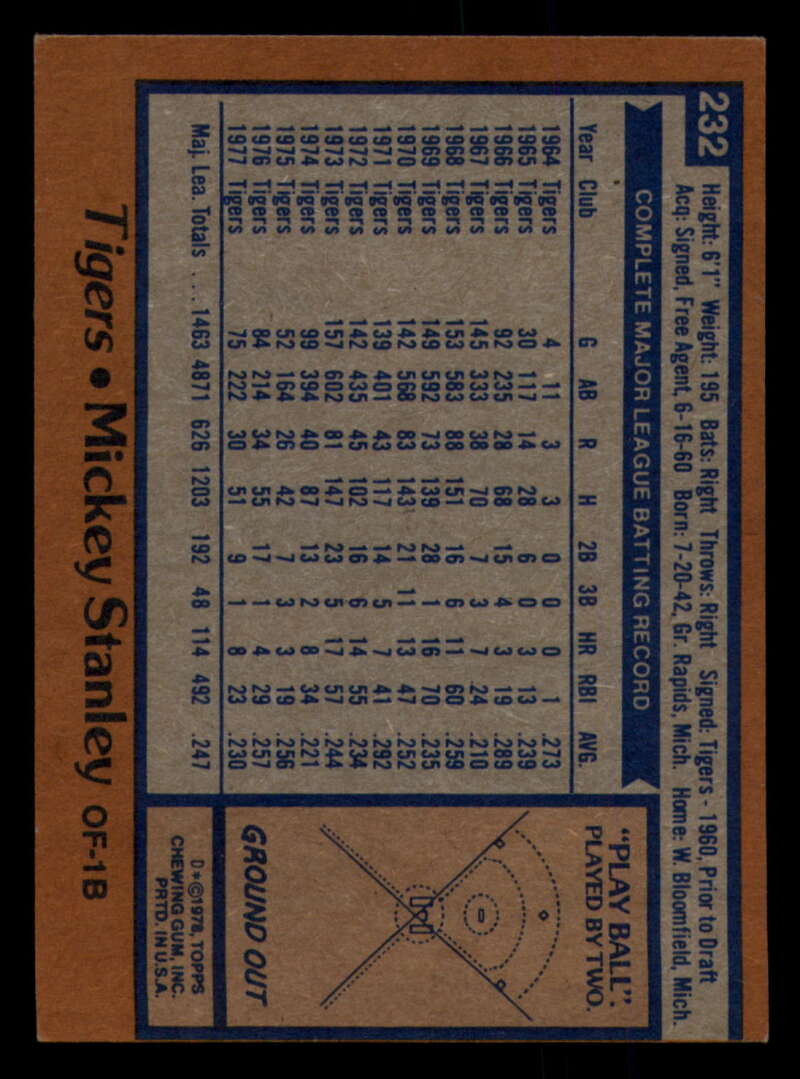 232
Height: 6'1" Weight: 195 Bats: Right Throws: Right Signed: Tigers - 1960, Prior to Draft
Acq: Signed, Free Agent, 6-16-60 Born: 7-20-42, Gr. Rapids, Mich. Home: W. Bloomfield, Mich.
COMPLETE MAJOR LEAGUE BATTING RECORD
Year Club G AB R H 2B 3B HR RBI AVG.
1964 Tigers 4 11 3 3 0 0 0 1 .273
1965 Tigers 30 117 14 28 6 0 3 13 .239
1966 Tigers 92 235 28 68 15 4 3 19 .289
1967 Tigers 145 333 38 70 7 3 7 24 .210
1968 Tigers 153 583 88 151 16 6 11 60 .259
1969 Tigers 149 592 73 139 28 1 16 70 .235
1970 Tigers 142 568 83 143 21 11 13 47 .252
1971 Tigers 139 401 43 117 14 5 7 41 .292
1972 Tigers 142 435 45 102 16 6 14 55 .234
1973 Tigers 157 602 81 147 23 5 17 57 .244
1974 Tigers 99 394 40 87 13 2 8 34 .221
1975 Tigers 52 164 26 42 7 3 3 19 .256
1976 Tigers 84 214 34 55 17 1 4 29 .257
1977 Tigers 75 222 30 51 9 1 8 23 .230
Maj. Lea. Totals ... 1463 4871 626 1203 192 48 114 492 .247
"PLAY BALL".
PLAYED BY TWO.
GROUND OUT
D*©1978, TOPPS
CHEWING GUM, INC.
PRTD. IN U.S.A.
Tigers • Mickey Stanley OF-1B